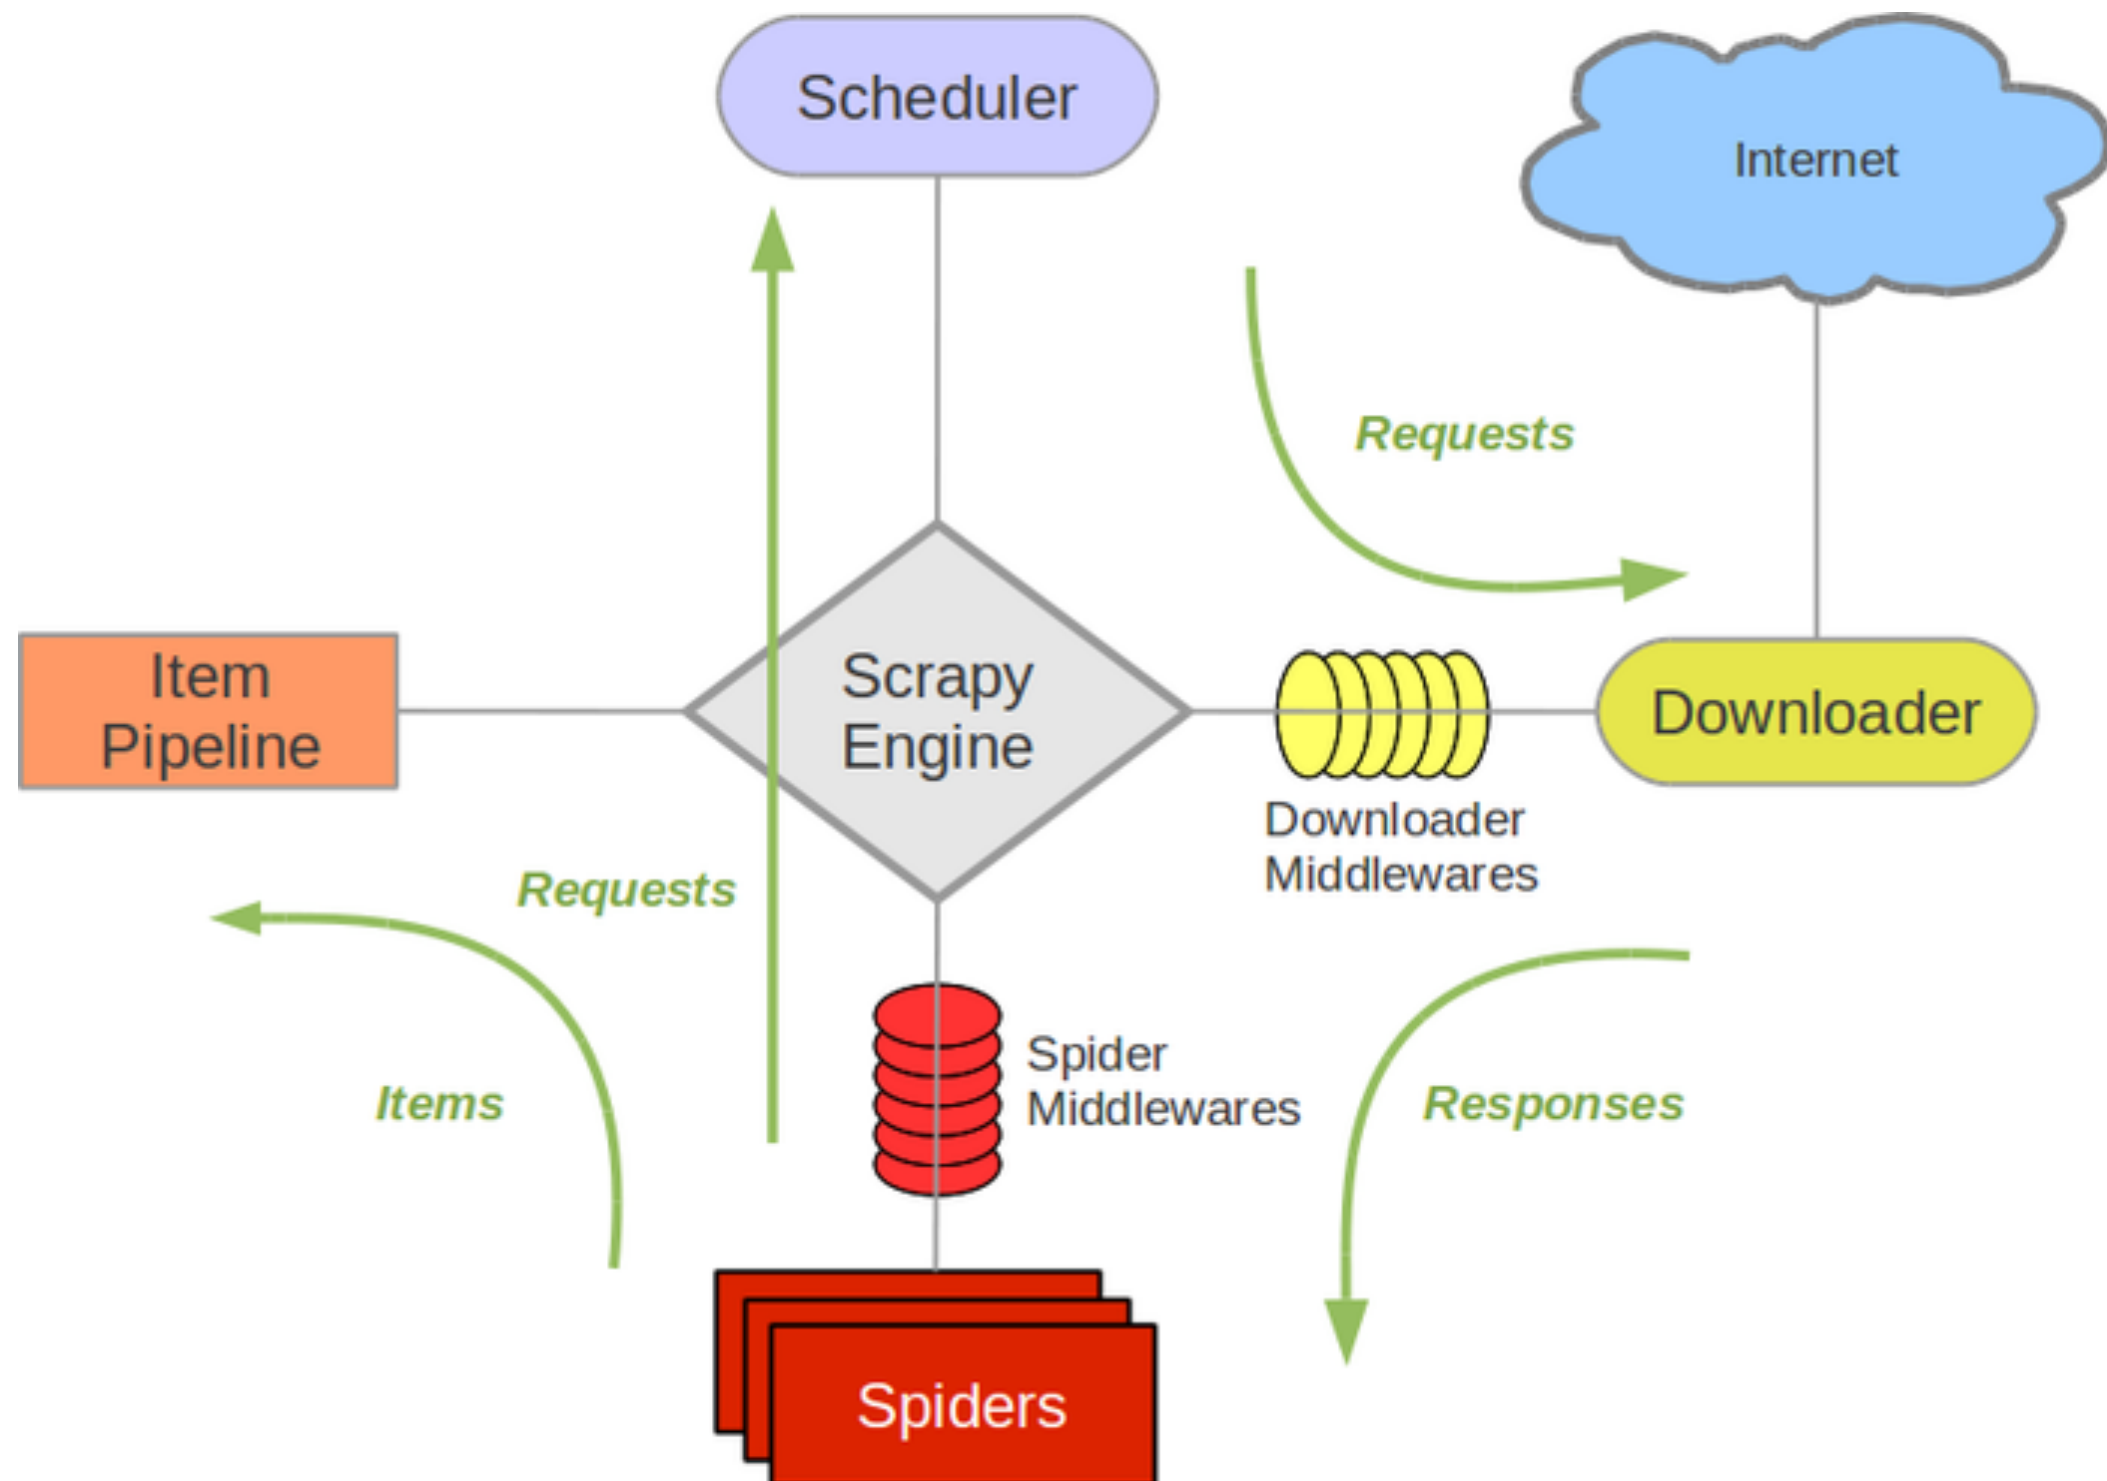 Scheduler
Internet
Requests
Item
Pipeline
Scrapy
Engine
Downloader
Downloader
Middlewares
Requests
Items
Spider
Middlewares
Responses
Spiders